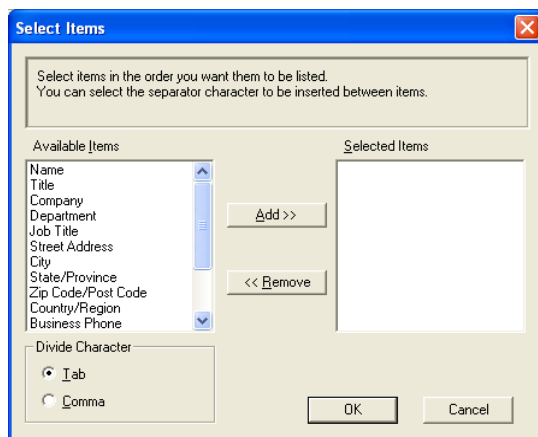 Select Items
Select items in the order you want them to be listed.
You can select the separator character to be inserted between items.
Available Items
Selected Items
Name
Title
Company
Department
Job Title
Street Address
City
State/Province
Zip Code/Post Code
Country/Region
Business Phone
Add >>
<< Remove
Divide Character
Tab
Comma
OK
Cancel